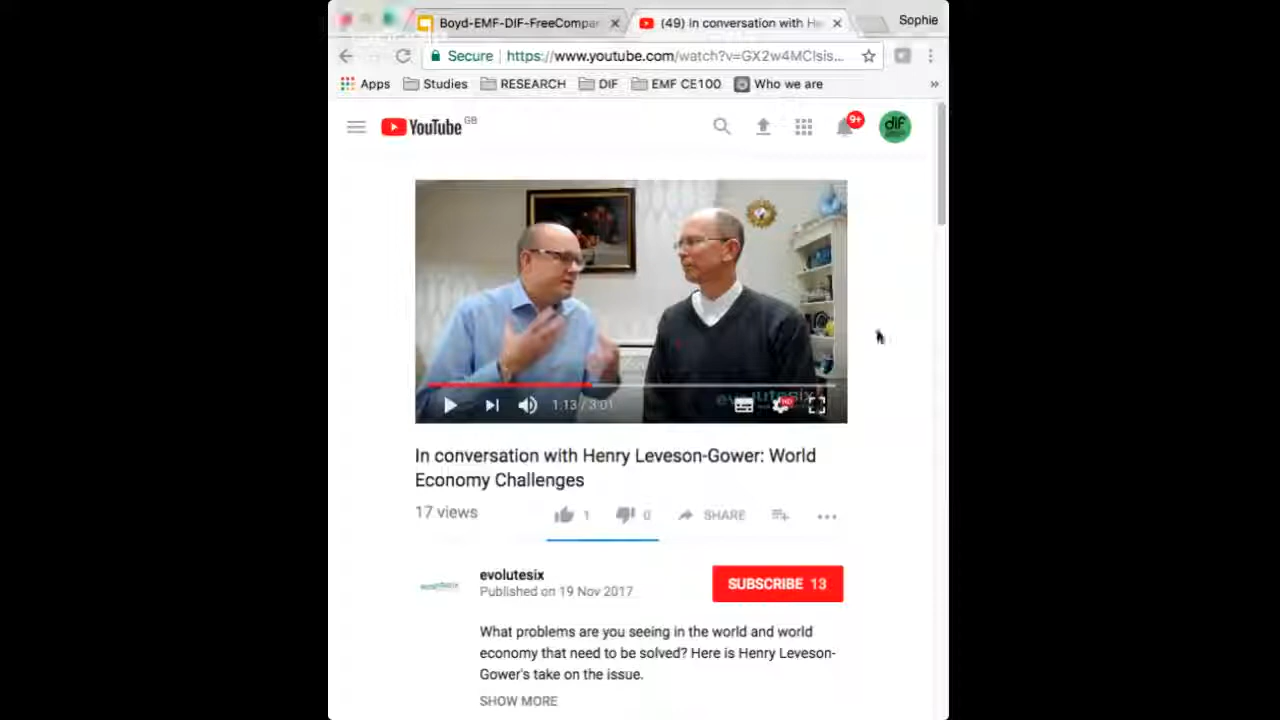 Boyd-EMF-DIF-FreeCompar
(49) In conversation with He
Sophie
Secure
https://www.youtube.com/watch?v=GX2w4MCIsis...
Apps
Studies
RESEARCH
DIF
EMF CE100
Who we are
»
YouTube GB
9+
dif
1:13 / 3:01
HD
In conversation with Henry Leveson-Gower: World
Economy Challenges
17 views
1
0
SHARE
evolutesix
Published on 19 Nov 2017
SUBSCRIBE 13
What problems are you seeing in the world and world
economy that need to be solved? Here is Henry Leveson-
Gower's take on the issue.
SHOW MORE